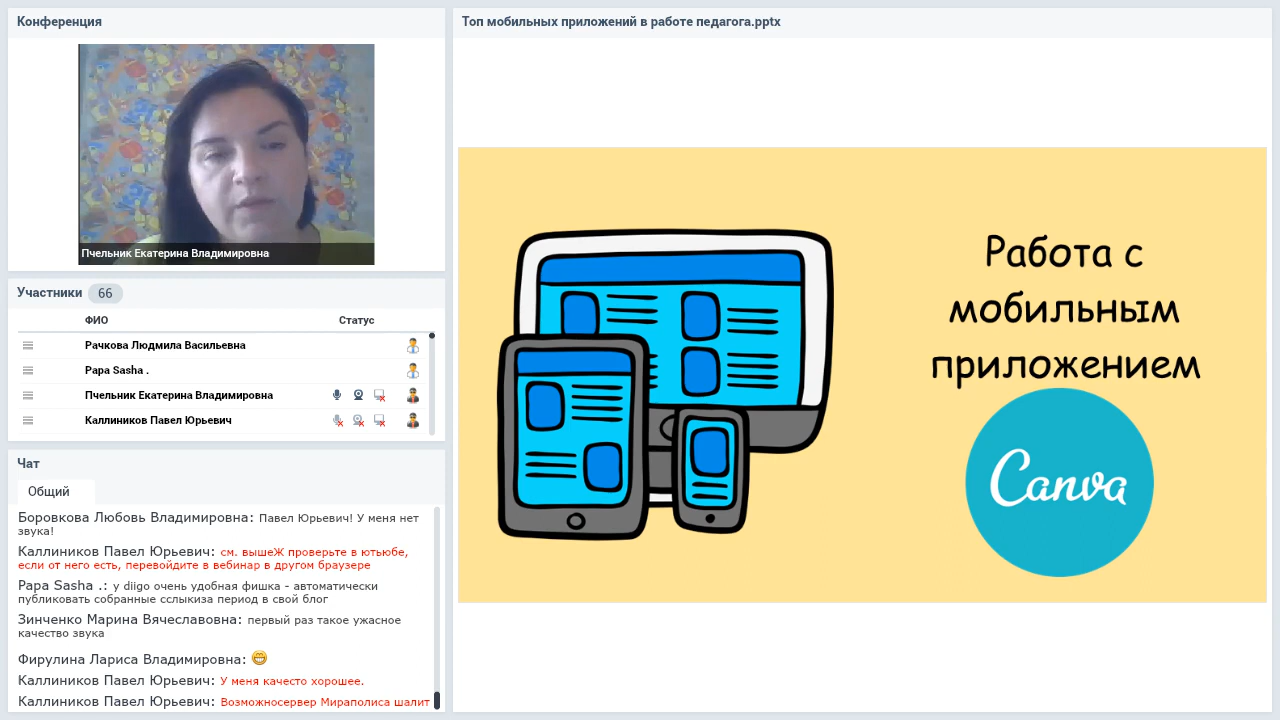 Конференция
Пчельник Екатерина Владимировна
Участники 66
ФИО Статус
Рачкова Людмила Васильевна
Papa Sasha .
Пчельник Екатерина Владимировна
Каллиников Павел Юрьевич
Чат
Общий
Боровкова Любовь Владимировна: Павел Юрьевич! У меня нет
звука!
Каллиников Павел Юрьевич: см. вышеЖ проверьте в ютьюбе,
если от него есть, перевойдите в вебинар в другом браузере
Papa Sasha .: у diigo очень удобная фишка - автоматически
публиковать собранные сслыкиза период в свой блог
Зинченко Марина Вячеславовна: первый раз такое ужасное
качество звука
Фирулина Лариса Владимировна:
Каллиников Павел Юрьевич: У меня качесто хорошее.
Каллиников Павел Юрьевич: Возможносервер Мираполиса шалит
Топ мобильных приложений в работе педагога.pptx
Работа с
мобильным
приложением
Canva